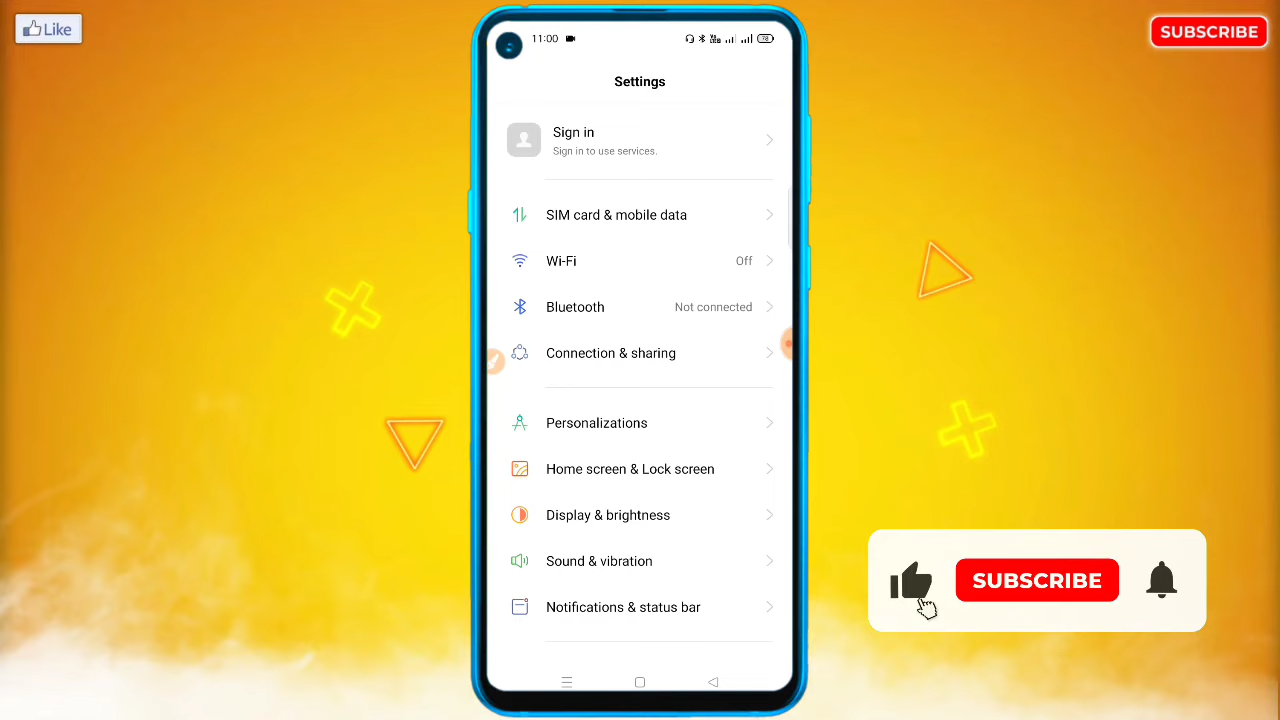 Like
SUBSCRIBE
11:00
78
Settings
Sign in
Sign in to use services.
SIM card & mobile data
Wi-Fi
Off
Bluetooth
Not connected
Connection & sharing
Personalizations
Home screen & Lock screen
Display & brightness
Sound & vibration
Notifications & status bar
SUBSCRIBE